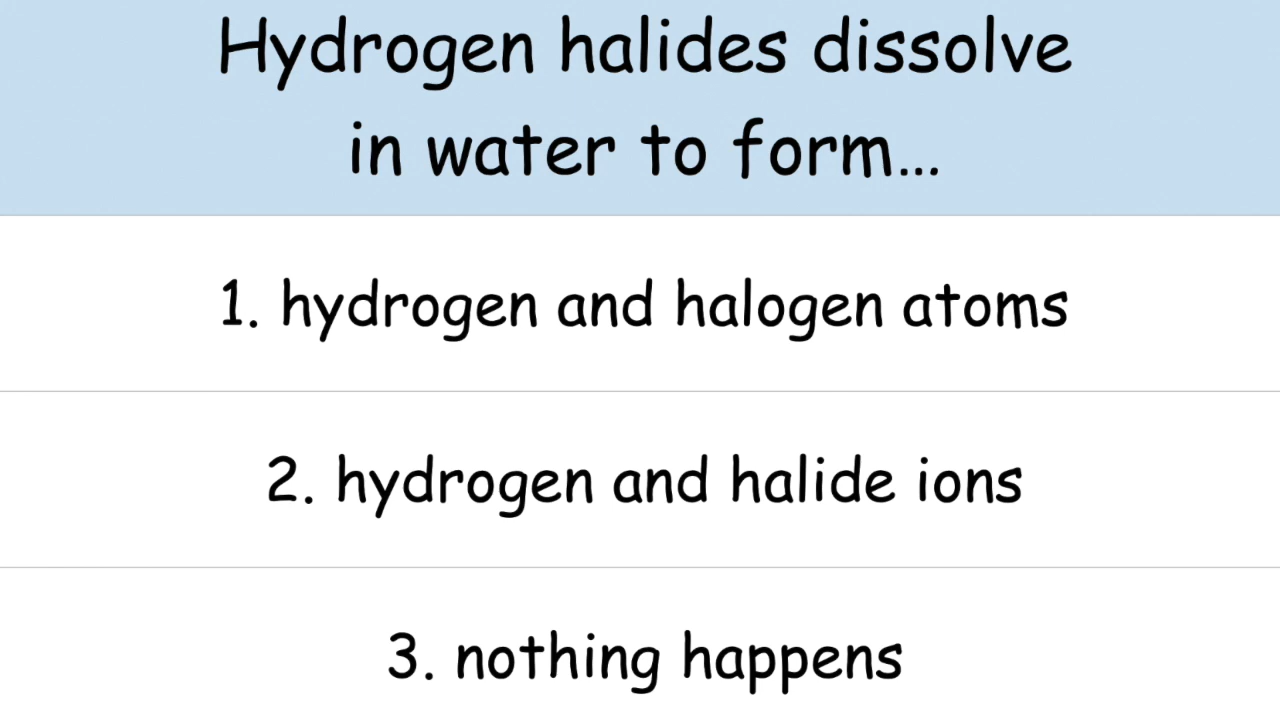 Hydrogen halides dissolve
in water to form...
1. hydrogen and halogen atoms
2. hydrogen and halide ions
3. nothing happens